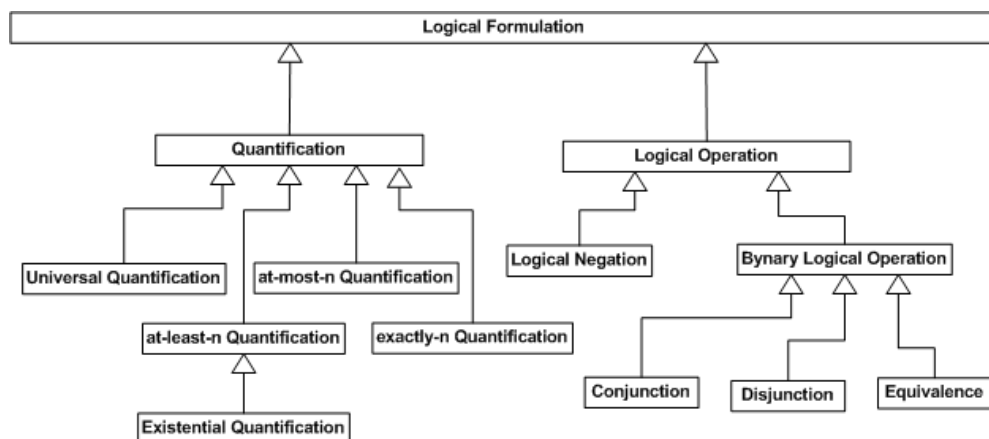 Logical Formulation
Quantification
Logical Operation
Universal Quantification
at-most-n Quantification
Logical Negation
Bynary Logical Operation
at-least-n Quantification
exactly-n Quantification
Conjunction
Disjunction
Equivalence
Existential Quantification